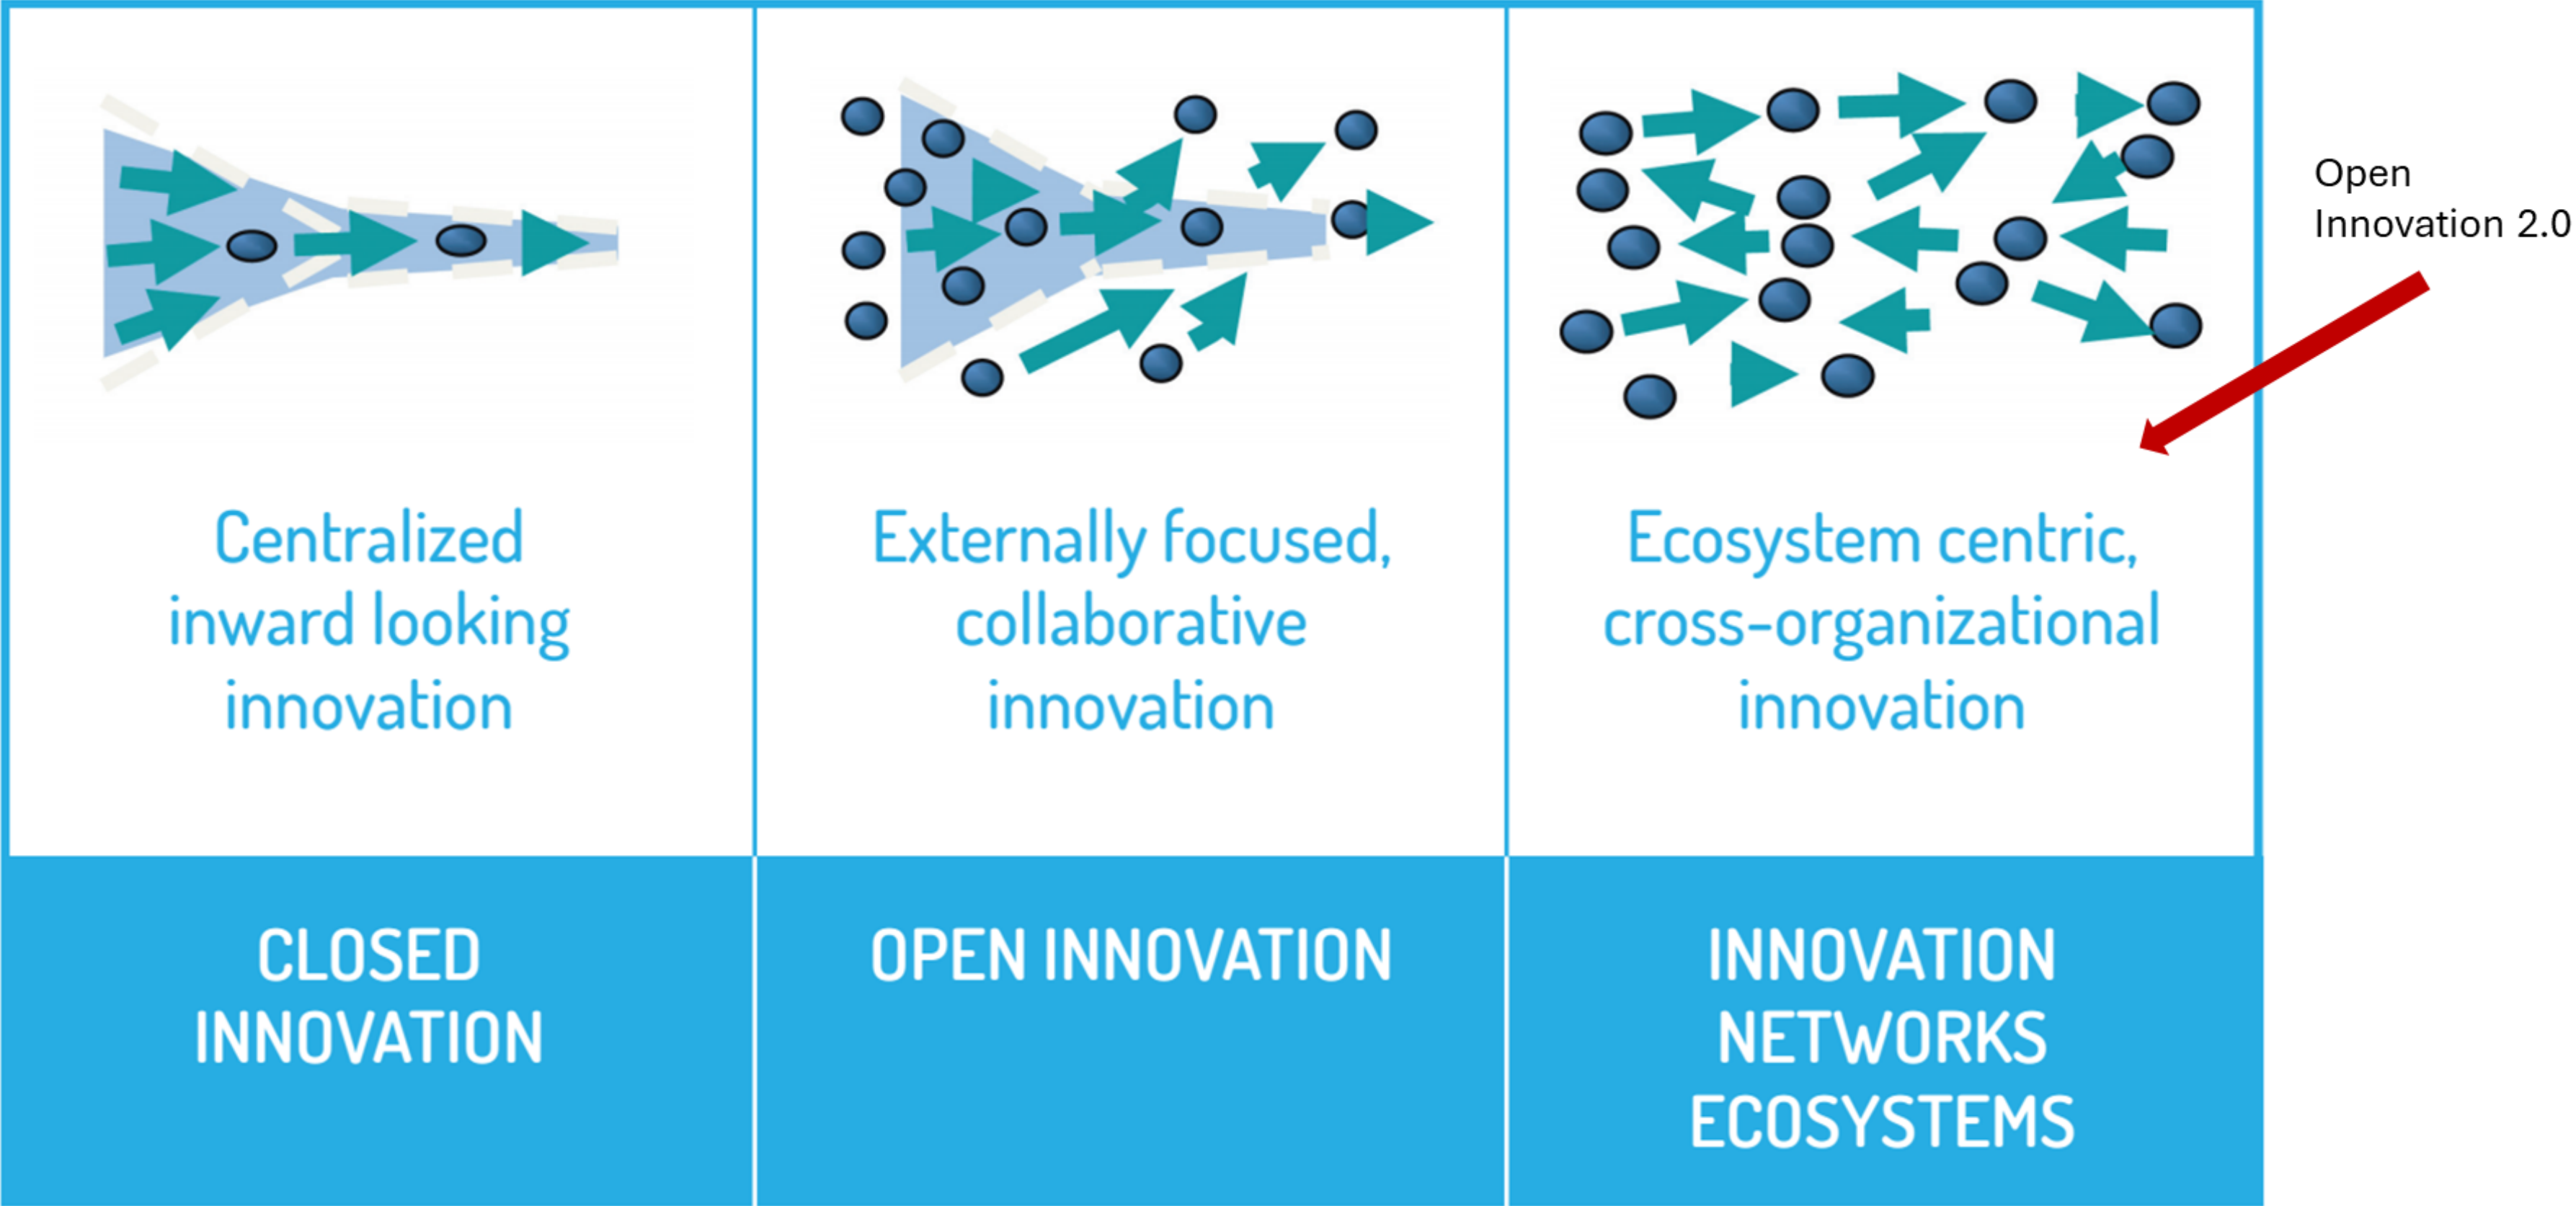 Centralized
inward looking
innovation
Externally focused,
collaborative
innovation
Ecosystem centric,
cross-organizational
innovation
Open
Innovation 2.0
CLOSED
INNOVATION
OPEN INNOVATION
INNOVATION
NETWORKS
ECOSYSTEMS